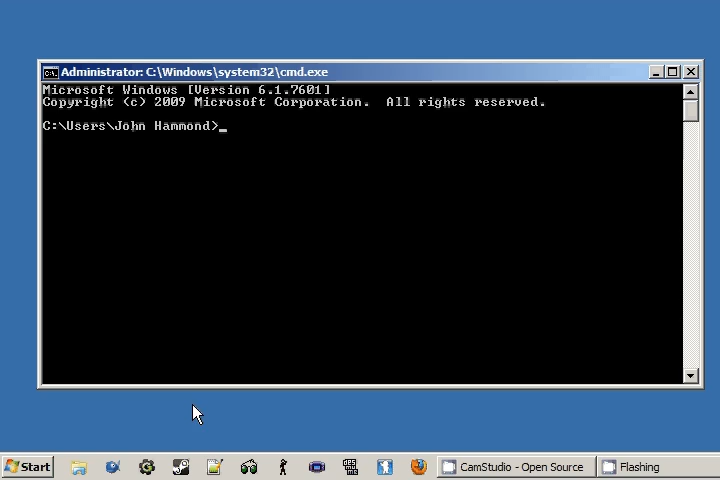 Administrator: C:\Windows\system32\cmd.exe
Microsoft Windows [Version 6.1.7601]
Copyright (c) 2009 Microsoft Corporation.  All rights reserved.
C:\Users\John Hammond>_
Start
CamStudio - Open Source
Flashing